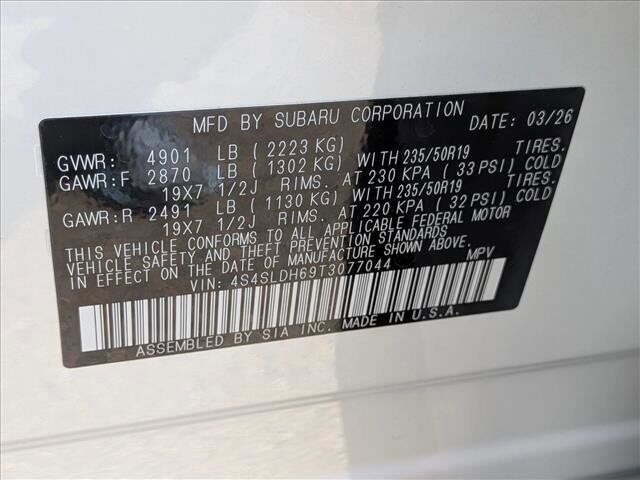 MFD BY SUBARU CORPORATION DATE: 03/26
GVWR: 4901 LB ( 2223 KG) TIRES.
GAWR:F 2870 LB ( 1302 KG) WITH 235/50R19
19X7 1/2J RIMS. AT 230 KPA ( 33 PSI) COLD
GAWR:R 2491 LB ( 1130 KG) WITH 235/50R19 TIRES.
19X7 1/2J RIMS. AT 220 KPA ( 32 PSI) COLD
THIS VEHICLE CONFORMS TO ALL APPLICABLE FEDERAL MOTOR
VEHICLE SAFETY AND THEFT PREVENTION STANDARDS
IN EFFECT ON THE DATE OF MANUFACTURE SHOWN ABOVE.
VIN: 4S4SLDH69T3077044 MPV
ASSEMBLED BY SIA INC. MADE IN U.S.A.